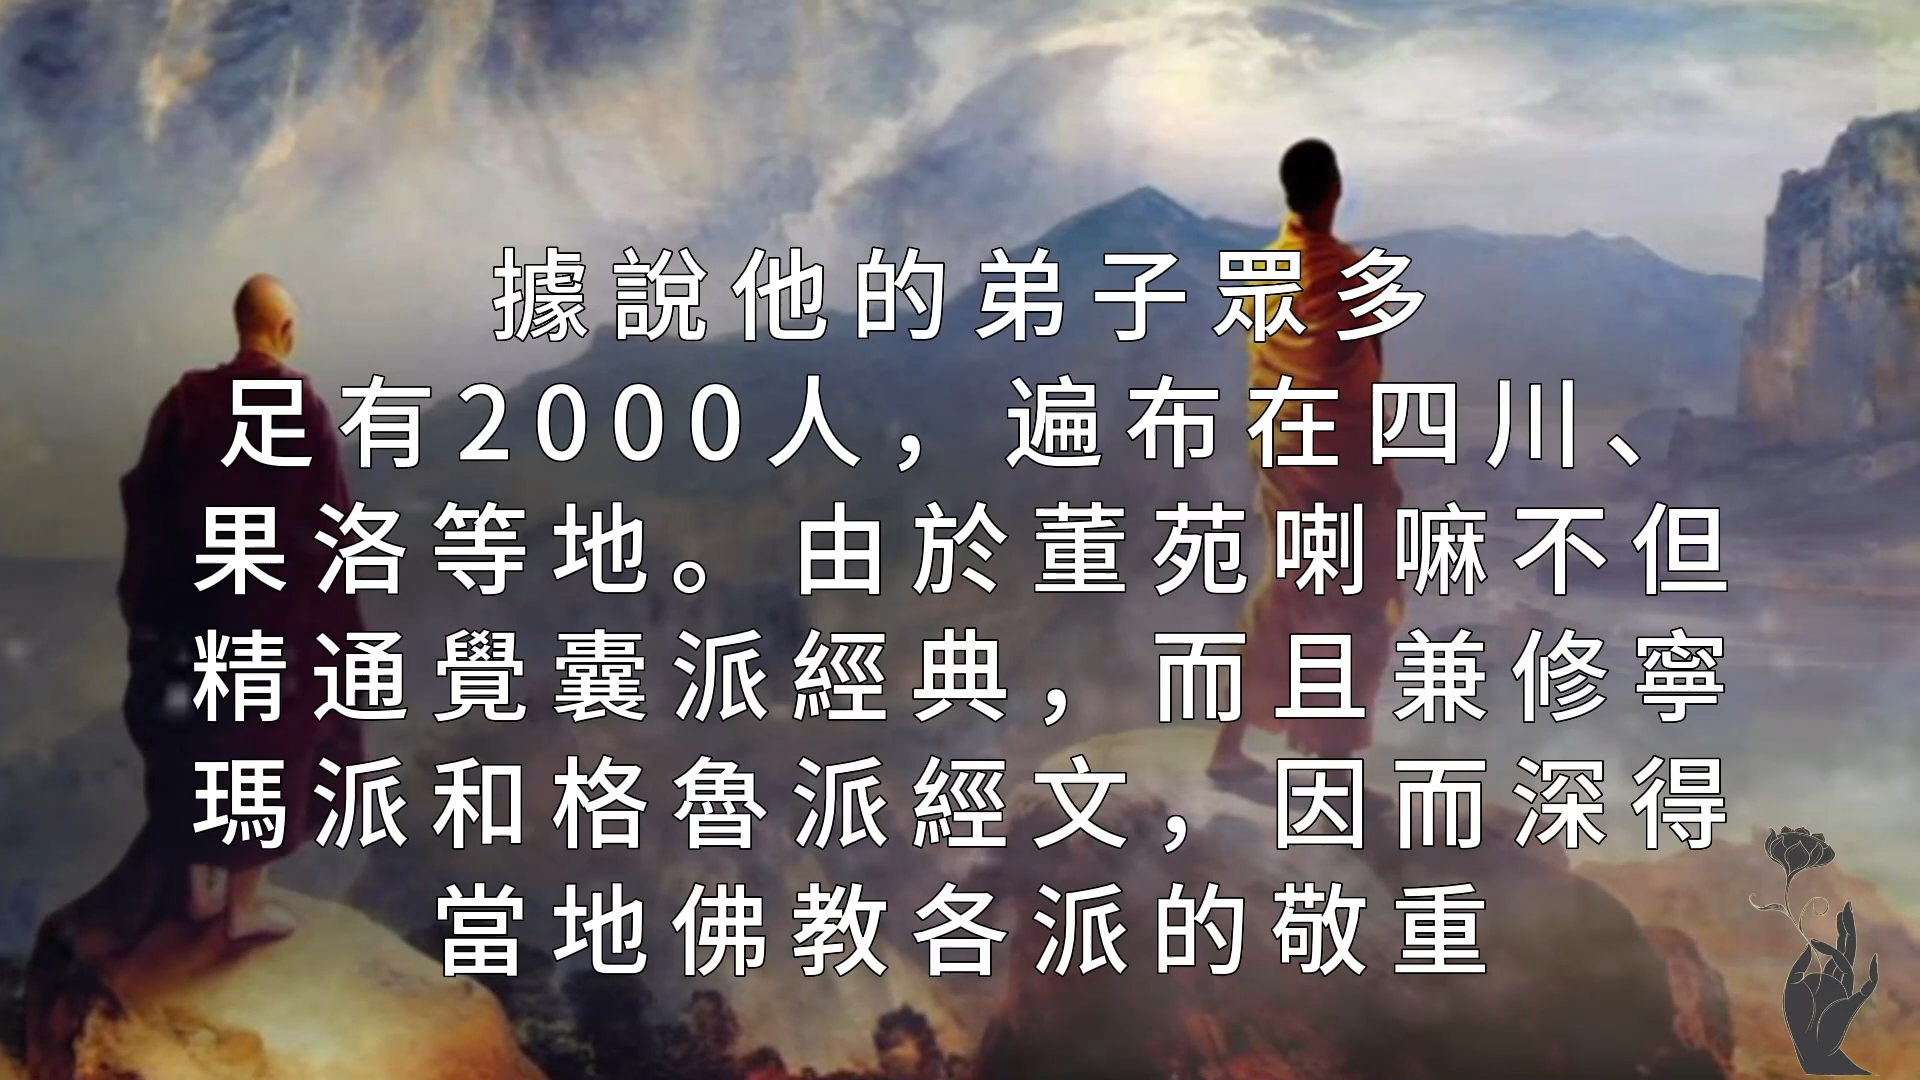 據說他的弟子眾多
足有2000人，遍布在四川、
果洛等地。由於董苑喇嘛不但
精通覺囊派經典，而且兼修寧
瑪派和格魯派經文，因而深得
當地佛教各派的敬重